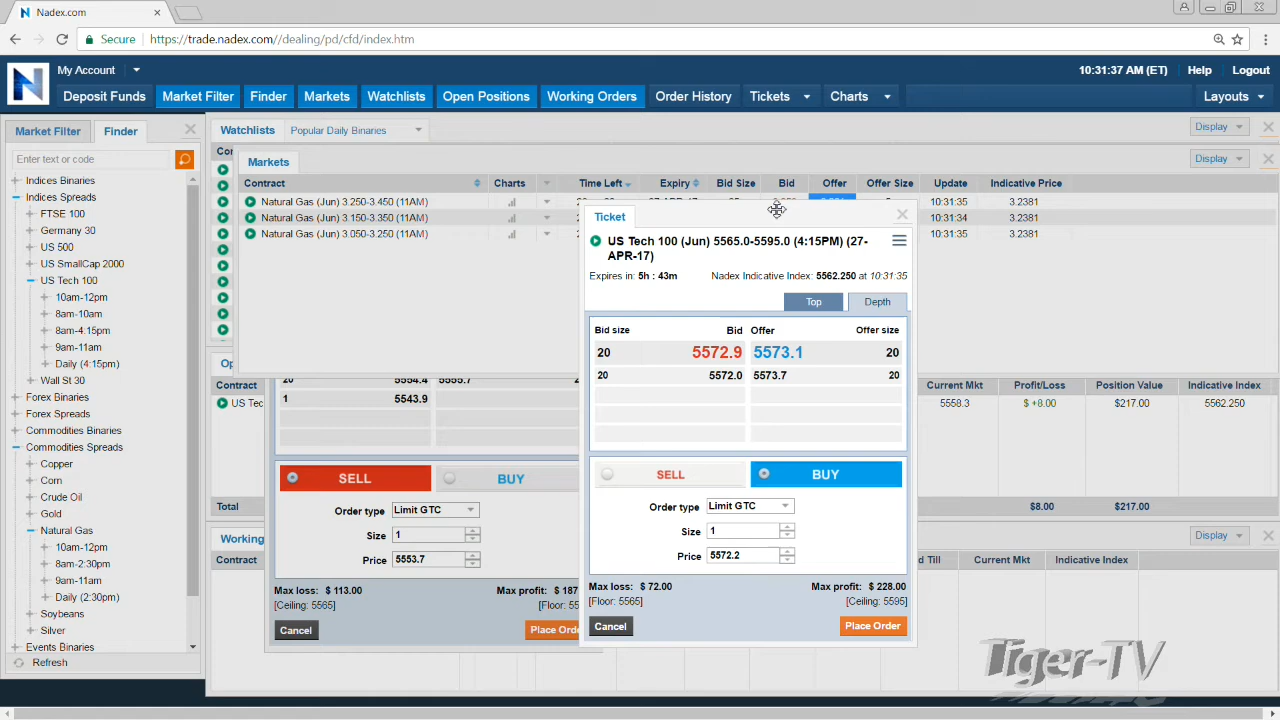 Nadex.com
Secure
https://trade.nadex.com//dealing/pd/cfd/index.htm
N
My Account
10:31:37 AM (ET)
Help
Logout
Deposit Funds
Market Filter
Finder
Markets
Watchlists
Open Positions
Working Orders
Order History
Tickets
Charts
Layouts
Market Filter
Finder
Enter text or code
Indices Binaries
Indices Spreads
FTSE 100
Germany 30
US 500
US SmallCap 2000
US Tech 100
10am-12pm
8am-10am
8am-4:15pm
9am-11am
Daily (4:15pm)
Wall St 30
Forex Binaries
Forex Spreads
Commodities Binaries
Commodities Spreads
Copper
Corn
Crude Oil
Gold
Natural Gas
10am-12pm
8am-2:30pm
9am-11am
Daily (2:30pm)
Soybeans
Silver
Events Binaries
Refresh
Watchlists
Popular Daily Binaries
Display
Markets
Display
Contract
Charts
Time Left
Expiry
Bid Size
Bid
Offer
Offer Size
Update
Indicative Price
Natural Gas (Jun) 3.250-3.450 (11AM)
10:31:35
3.2381
Natural Gas (Jun) 3.150-3.350 (11AM)
10:31:34
3.2381
Natural Gas (Jun) 3.050-3.250 (11AM)
10:31:35
3.2381
Ticket
US Tech 100 (Jun) 5565.0-5595.0 (4:15PM) (27-
APR-17)
Expires in: 5h : 43m
Nadex Indicative Index: 5562.250 at 10:31:35
Top
Depth
Bid size
Bid
Offer
Offer size
20
5572.9
5573.1
20
20
5572.0
5573.7
20
SELL
BUY
Order type
Limit GTC
Size
1
Price
5572.2
Max loss: $ 72.00
Max profit: $ 228.00
[Floor: 5565]
[Ceiling: 5595]
Cancel
Place Order
20
5554.4
5555.7
1
5543.9
SELL
BUY
Order type
Limit GTC
Size
1
Price
5553.7
Max loss: $ 113.00
Max profit: $ 187
[Ceiling: 5565]
[Floor: 55
Cancel
Place Orde
Contract
Current Mkt
Profit/Loss
Position Value
Indicative Index
US Tec
5558.3
$ +8.00
$217.00
5562.250
Total
$8.00
$217.00
Working
Display
Contract
d Till
Current Mkt
Indicative Index
Tiger-TV